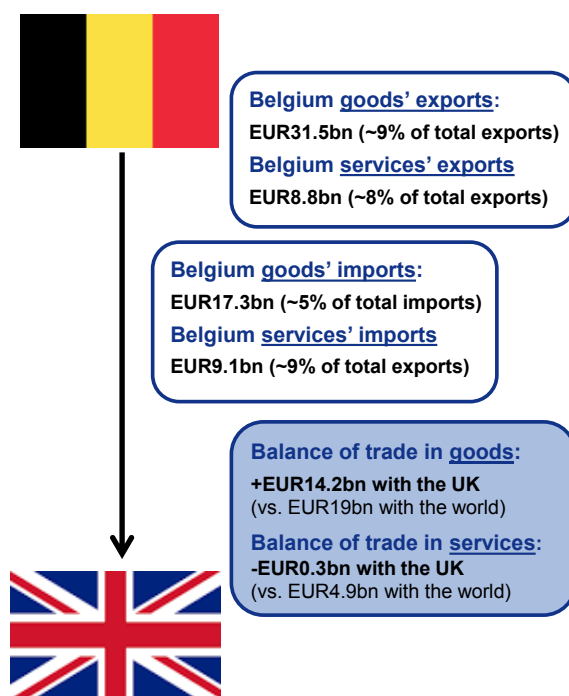 Belgium goods’ exports:
EUR31.5bn (~9% of total exports)
Belgium services’ exports
EUR8.8bn (~8% of total exports)
Belgium goods’ imports:
EUR17.3bn (~5% of total imports)
Belgium services’ imports
EUR9.1bn (~9% of total exports)
Balance of trade in goods:
+EUR14.2bn with the UK
(vs. EUR19bn with the world)
Balance of trade in services:
-EUR0.3bn with the UK
(vs. EUR4.9bn with the world)